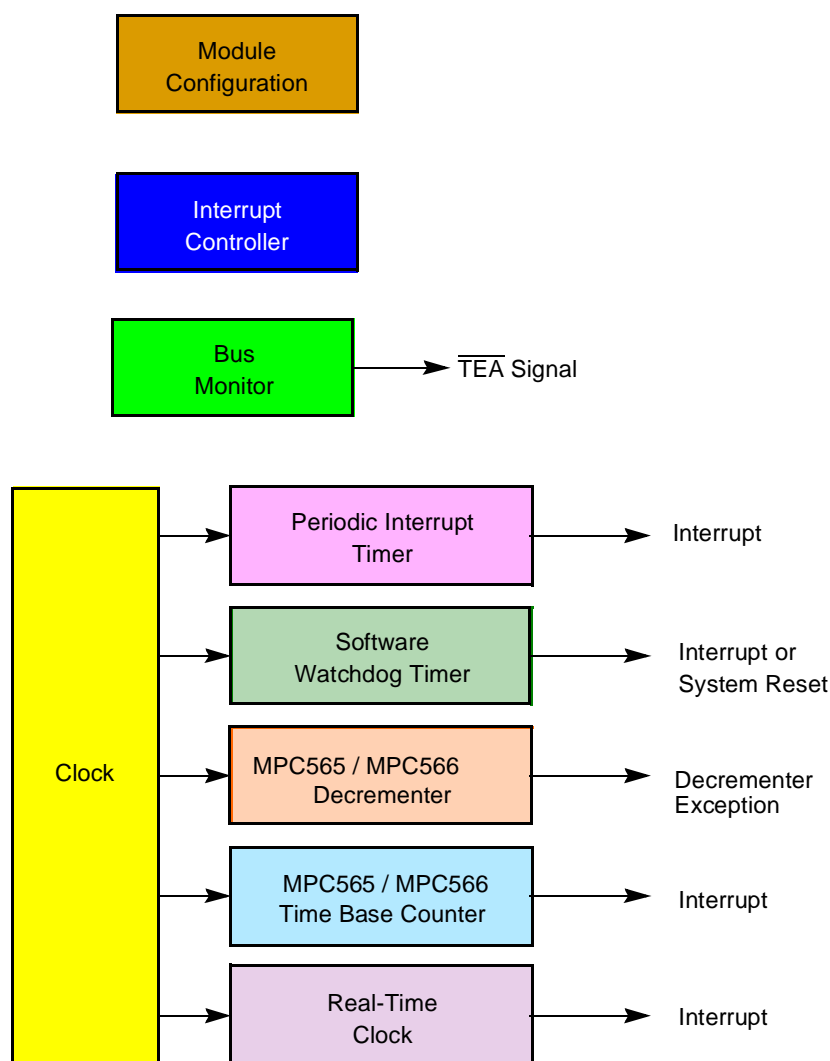 Module
Configuration
Interrupt
Controller
Bus
Monitor
TEA Signal
Clock
Periodic Interrupt
Timer
Interrupt
Software
Watchdog Timer
Interrupt or
System Reset
MPC565 / MPC566
Decrementer
Decrementer
Exception
MPC565 / MPC566
Time Base Counter
Interrupt
Real-Time
Clock
Interrupt